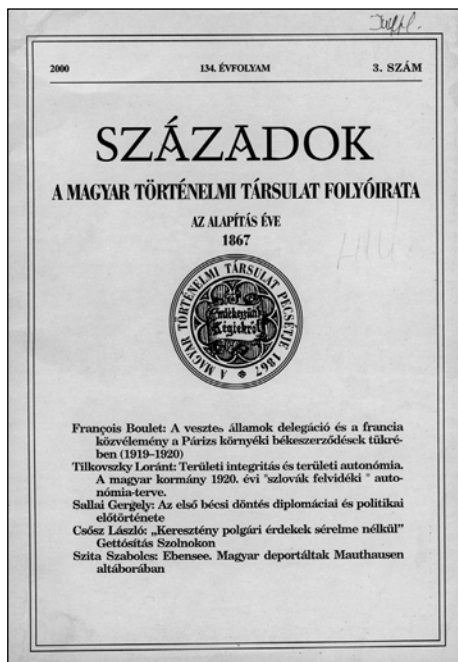 2000 134. ÉVFOLYAM 3. SZÁM
SZÁZADOK
A MAGYAR TÖRTÉNELMI TÁRSULAT FOLYÓIRATA
AZ ALAPÍTÁS ÉVE
1867
A MAGYAR TÖRTÉNELMI TÁRSULAT PECSÉTJE 1867
Emlékezzünk
Régiekről
François Boulet: A vesztes államok delegáció és a francia
közvélemény a Párizs környéki békeszerződések tükré-
ben (1919–1920)
Tilkovszky Loránt: Területi integritás és területi autonómia.
A magyar kormány 1920. évi "szlovák felvidéki " auto-
nómia-terve.
Sallai Gergely: Az első bécsi döntés diplomáciai és politikai
előtörténete
Csősz László: „Keresztény polgári érdekek sérelme nélkül"
Gettósítás Szolnokon
Szita Szabolcs: Ebensee. Magyar deportáltak Mauthausen
altáborában